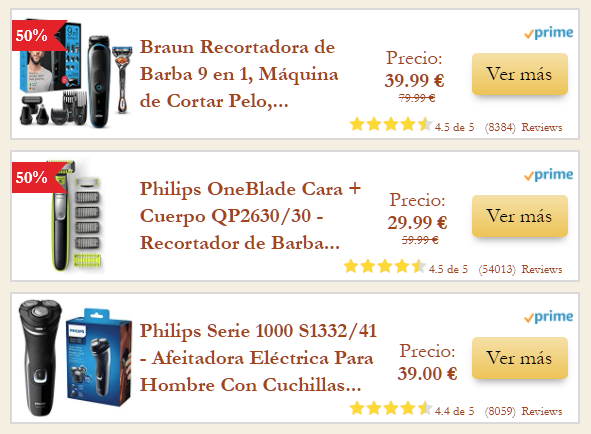 50%
prime
Braun Recortadora de
Barba 9 en 1, Máquina
de Cortar Pelo,...
Precio:
39.99 €
79.99 €
Ver más
4.5 de 5 (8384) Reviews
50%
prime
Philips OneBlade Cara +
Cuerpo QP2630/30 -
Recortador de Barba...
Precio:
29.99 €
59.99 €
Ver más
4.5 de 5 (54013) Reviews
prime
Philips Serie 1000 S1332/41
- Afeitadora Eléctrica Para
Hombre Con Cuchillas...
PHILIPS
Precio:
39.00 €
Ver más
4.4 de 5 (8059) Reviews